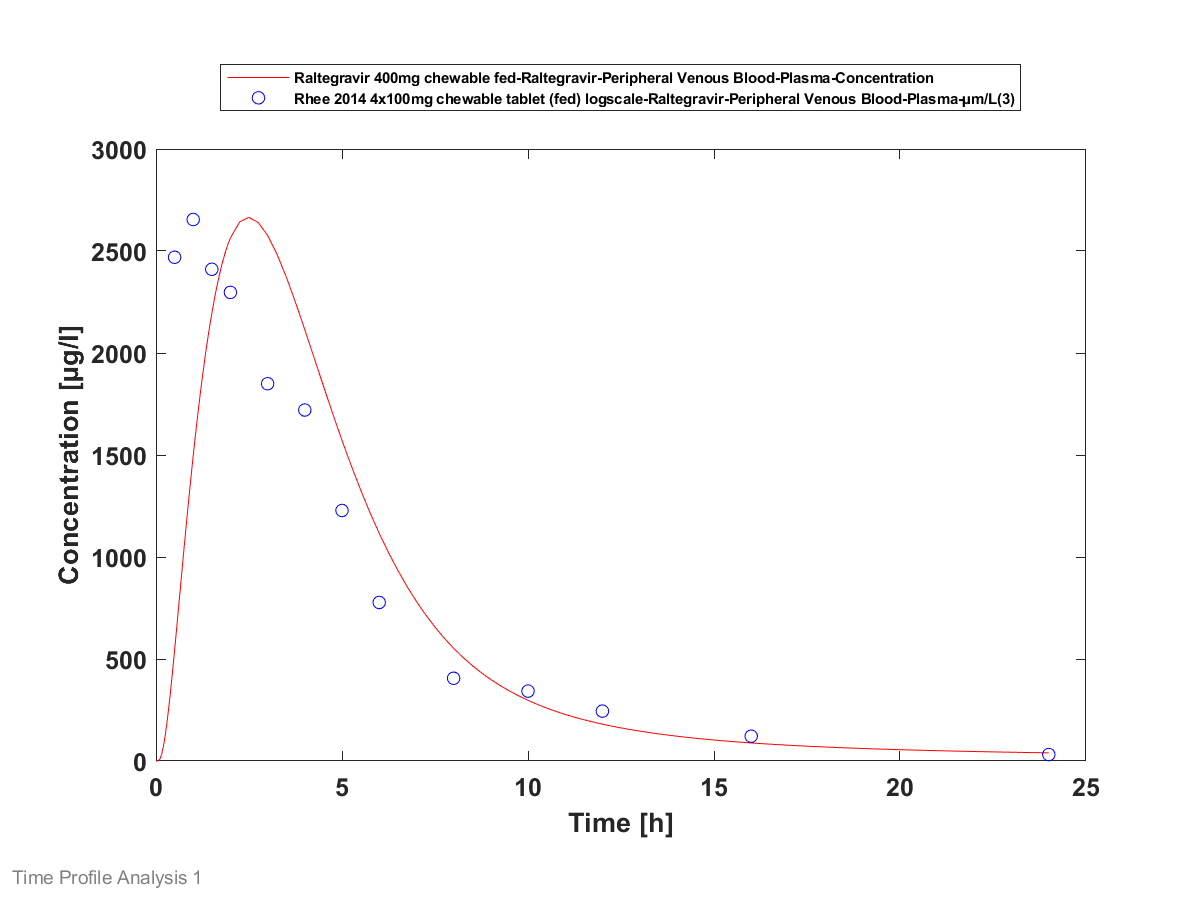 Raltegravir 400mg chewable fed-Raltegravir-Peripheral Venous Blood-Plasma-Concentration
Rhee 2014 4x100mg chewable tablet (fed) logscale-Raltegravir-Peripheral Venous Blood-Plasma-µm/L(3)
3000
2500
2000
1500
1000
500
0
Concentration [µg/l]
0 5 10 15 20 25
Time [h]
Time Profile Analysis 1